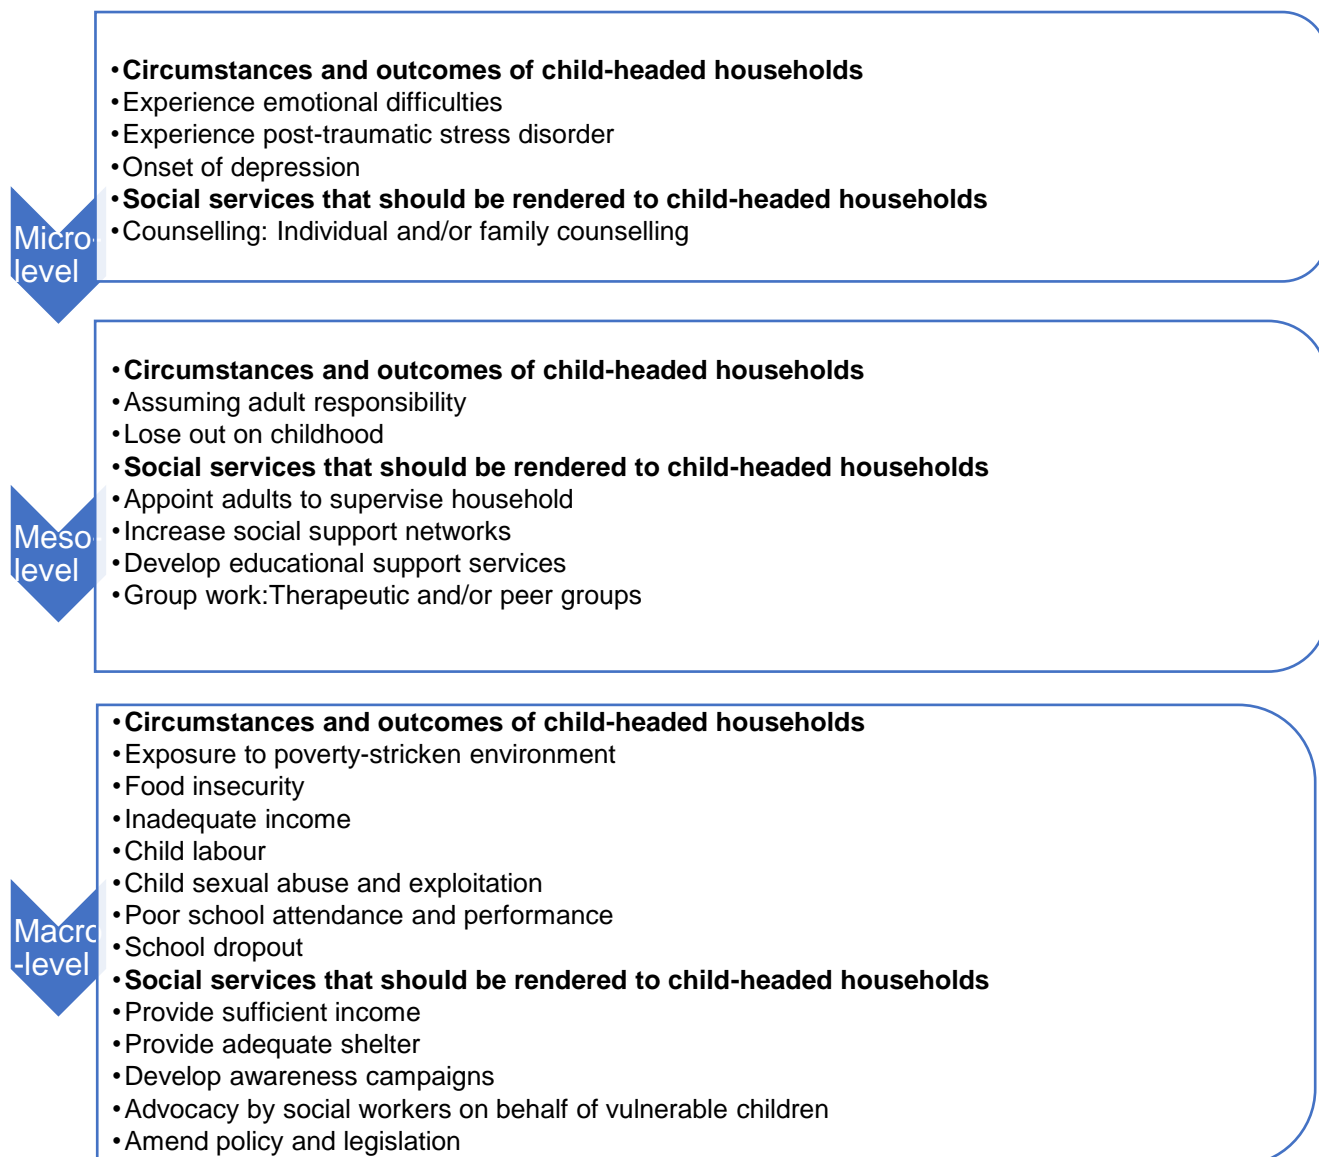 •Circumstances and outcomes of child-headed households
•Experience emotional difficulties
•Experience post-traumatic stress disorder
•Onset of depression
•Social services that should be rendered to child-headed households
•Counselling: Individual and/or family counselling
Micro-
level
•Circumstances and outcomes of child-headed households
•Assuming adult responsibility
•Lose out on childhood
•Social services that should be rendered to child-headed households
•Appoint adults to supervise household
•Increase social support networks
•Develop educational support services
•Group work:Therapeutic and/or peer groups
Meso-
level
•Circumstances and outcomes of child-headed households
•Exposure to poverty-stricken environment
•Food insecurity
•Inadequate income
•Child labour
•Child sexual abuse and exploitation
•Poor school attendance and performance
•School dropout
•Social services that should be rendered to child-headed households
•Provide sufficient income
•Provide adequate shelter
•Develop awareness campaigns
•Advocacy by social workers on behalf of vulnerable children
•Amend policy and legislation
Macro
-level